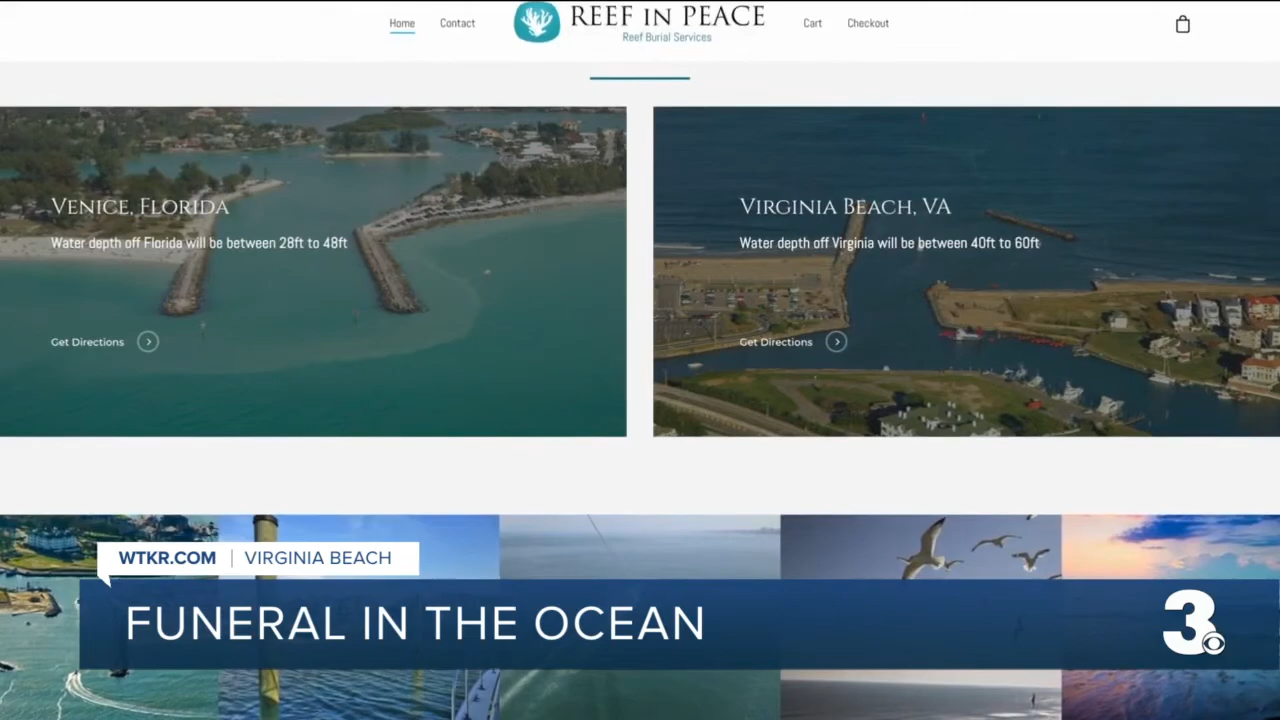 Home
Contact
REEF IN PEACE
Reef Burial Services
Cart
Checkout
VENICE, FLORIDA
Water depth off Florida will be between 28ft to 48ft
Get Directions
VIRGINIA BEACH, VA
Water depth off Virginia will be between 40ft to 60ft
Get Directions
WTKR.COM | VIRGINIA BEACH
FUNERAL IN THE OCEAN
3